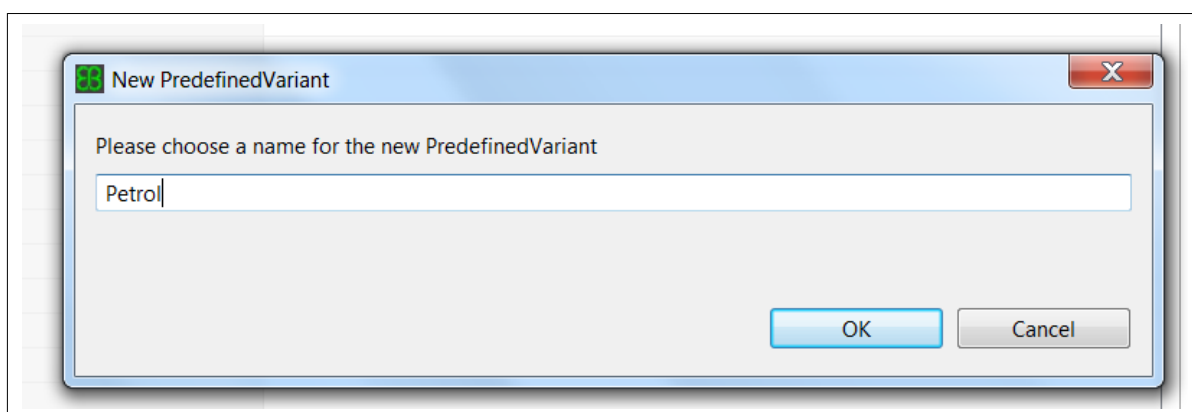 New PredefinedVariant
Please choose a name for the new PredefinedVariant
Petrol
OK Cancel